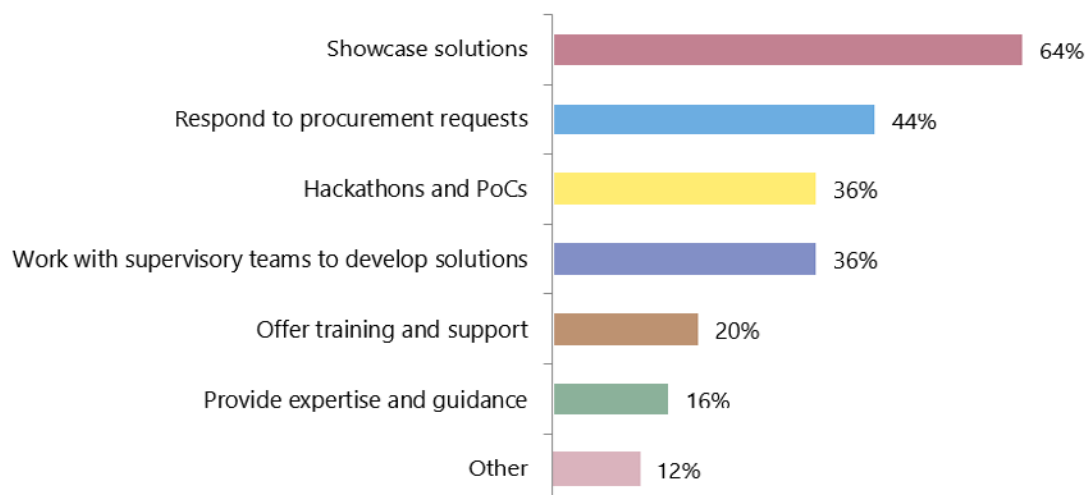 Showcase solutions 64%
Respond to procurement requests 44%
Hackathons and PoCs 36%
Work with supervisory teams to develop solutions 36%
Offer training and support 20%
Provide expertise and guidance 16%
Other 12%